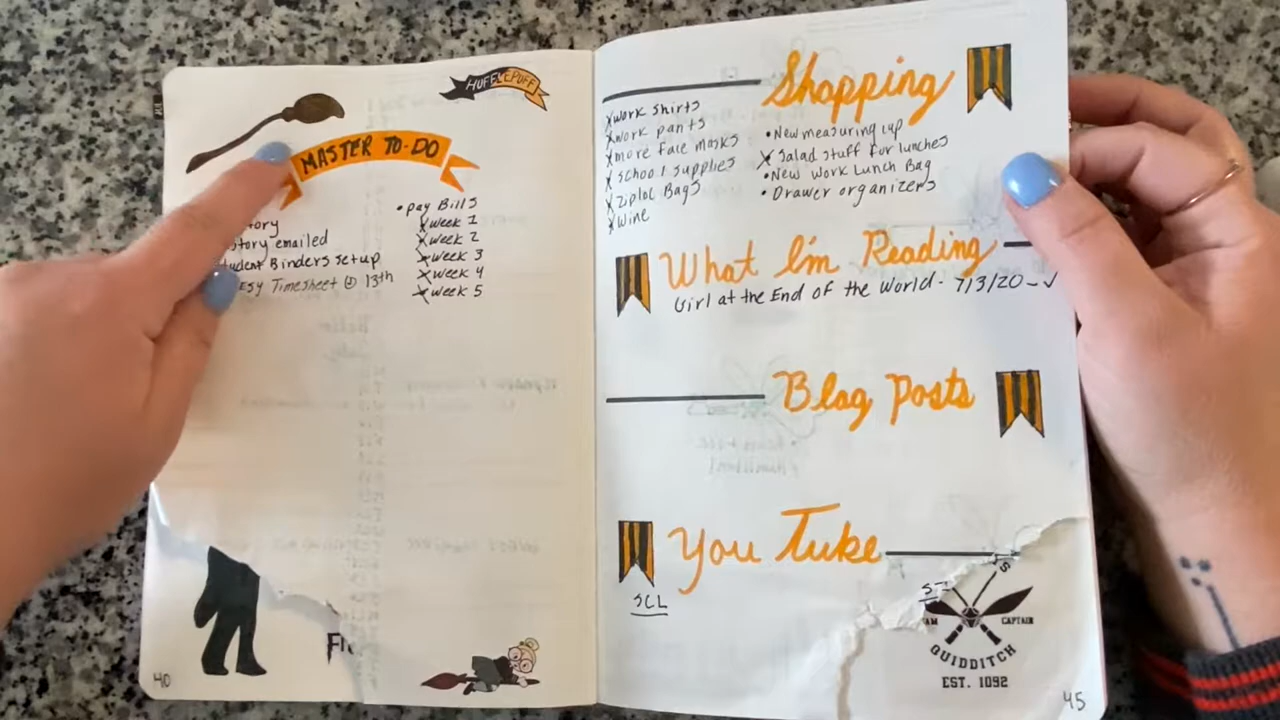 HUFFLEPUFF
MASTER TO-DO
emailed
Binders setup
Timesheet @ 13th
• pay Bills
x week 1
x week 2
x week 3
x week 4
x week 5
40
Shopping
x work shirts
x work pants
x more face masks
x school supplies
x Ziploc Bags
x wine
• New measuring cup
x Salad stuff for lunches
• New work Lunch Bag
• Drawer organizers
What I'm Reading
Girl at the End of the World - 7/3/20 - ✓
Blog Posts
You Tube
SCL
CAPTAIN
QUIDDITCH
EST. 1092
45